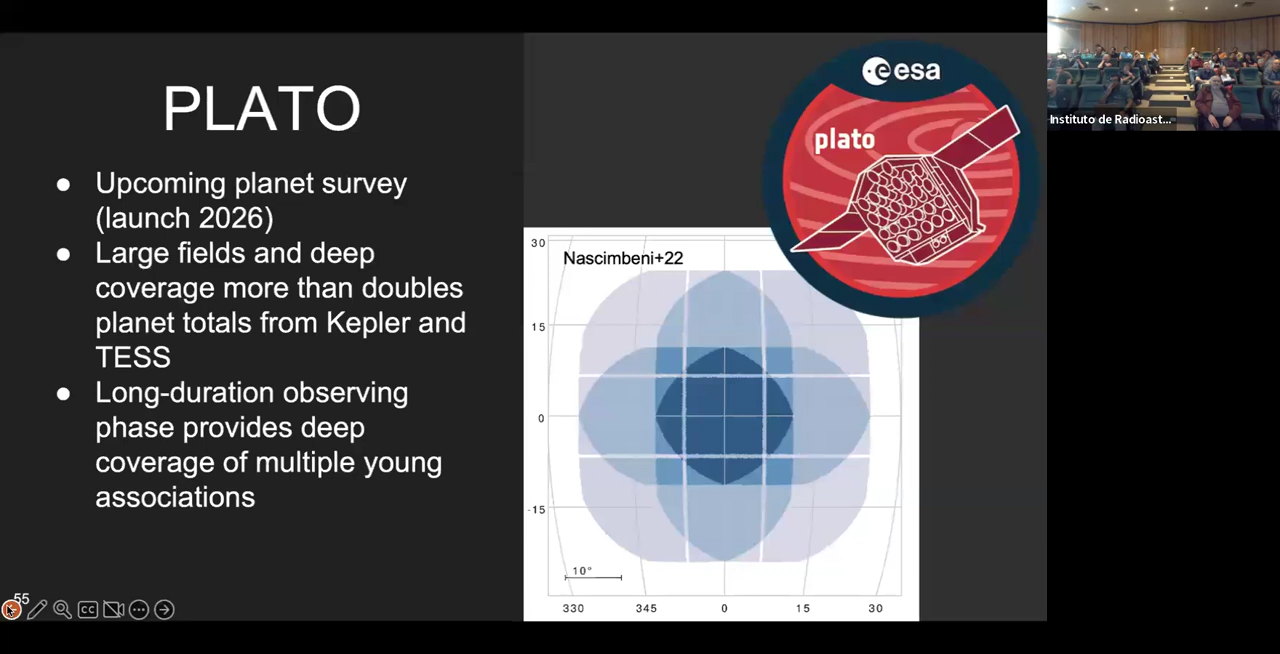 PLATO
● Upcoming planet survey
(launch 2026)
● Large fields and deep
coverage more than doubles
planet totals from Kepler and
TESS
● Long-duration observing
phase provides deep
coverage of multiple young
associations
55
CC
esa
plato
Nascimbeni+22
30
15
0
-15
10°
330
345
0
15
30
Instituto de Radioast...